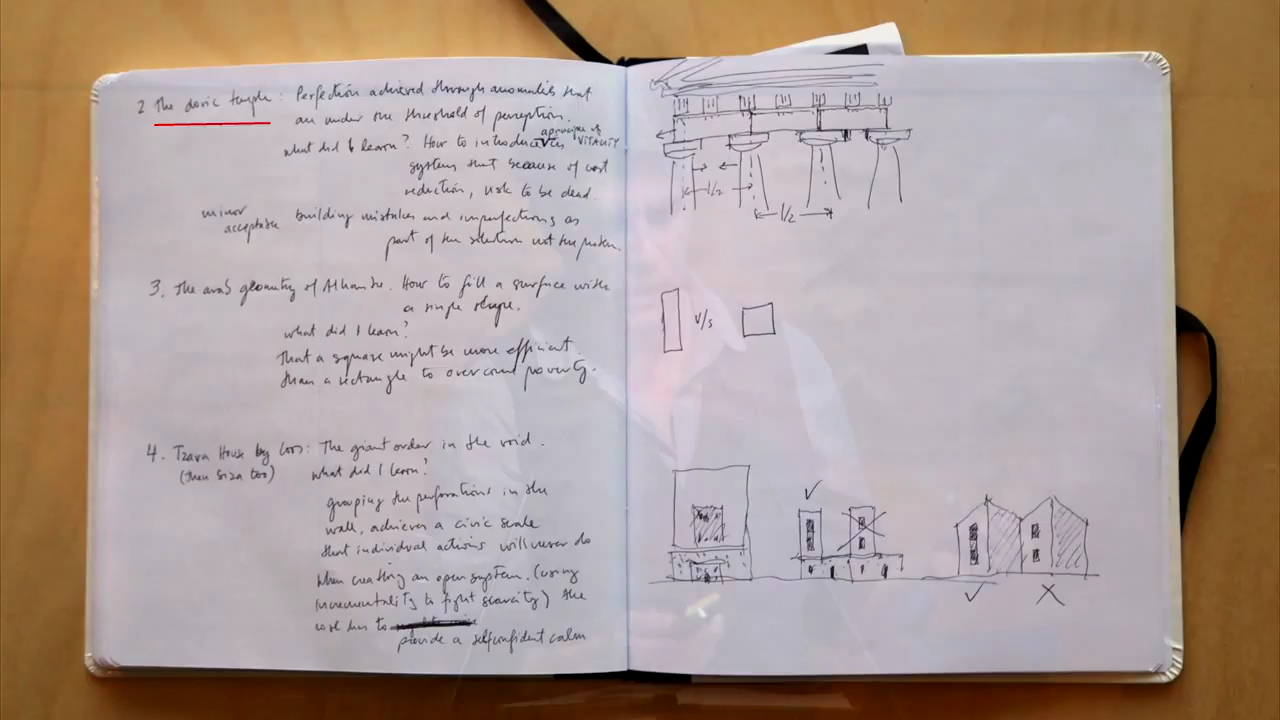 2 The doric temple: Perfection achieved through anomalies that
are under the threshold of perception.
a principle of
what did I learn? How to introduce VITALITY
systems that because of cost
reduction, risk to be dead.
minor
acceptable building mistakes and imperfections as
part of the solution not the problem.
3. The arab geometry of Alhambra. How to fill a surface with
a single shape.
what did I learn?
That a square might be more efficient
than a rectangle to overcome poverty.
4. Tzara House by Loos: The giant order in the void.
(then Siza too) what did I learn?
grouping the perforations in the
wall, achieves a civic scale
that individual actions will never do
When creating an open system (using
incrementality to fight scarcity) the
has to
provide a selfconfident calm
1/2
1/2
v/s